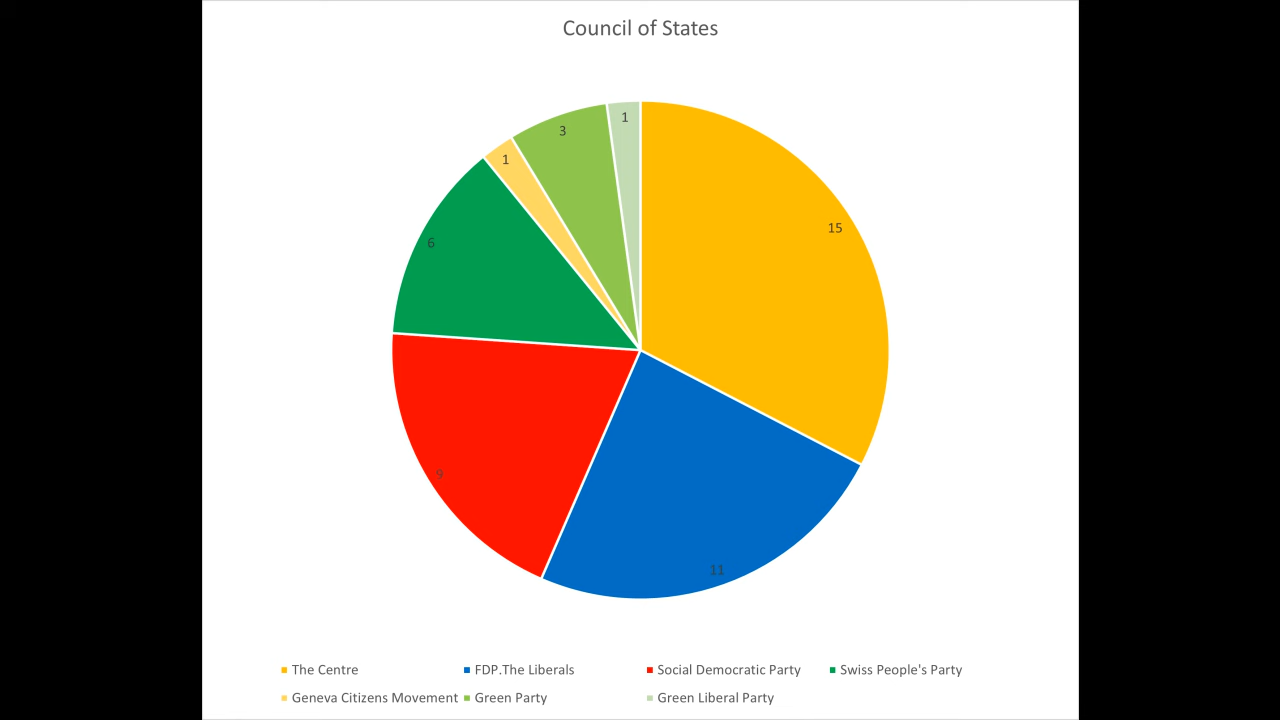 Council of States
1
3
1
15
6
9
11
The Centre
FDP.The Liberals
Social Democratic Party
Swiss People's Party
Geneva Citizens Movement
Green Party
Green Liberal Party